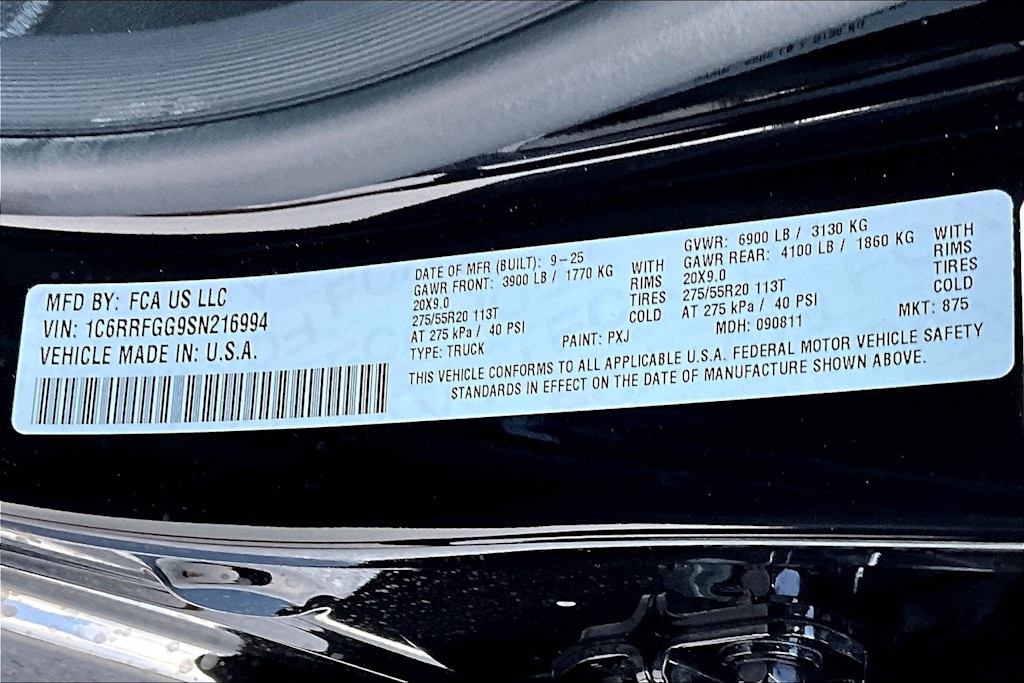 MFD BY: FCA US LLC
VIN: 1C6RRFGG9SN216994
VEHICLE MADE IN: U.S.A.
DATE OF MFR (BUILT): 9-25
GAWR FRONT: 3900 LB / 1770 KG WITH
20X9.0 RIMS
275/55R20 113T TIRES
AT 275 kPa / 40 PSI COLD
TYPE: TRUCK PAINT: PXJ
GVWR: 6900 LB / 3130 KG
GAWR REAR: 4100 LB / 1860 KG WITH
20X9.0 RIMS
275/55R20 113T TIRES
AT 275 kPa / 40 PSI COLD
MDH: 090811 MKT: 875
THIS VEHICLE CONFORMS TO ALL APPLICABLE U.S.A. FEDERAL MOTOR VEHICLE SAFETY
STANDARDS IN EFFECT ON THE DATE OF MANUFACTURE SHOWN ABOVE.